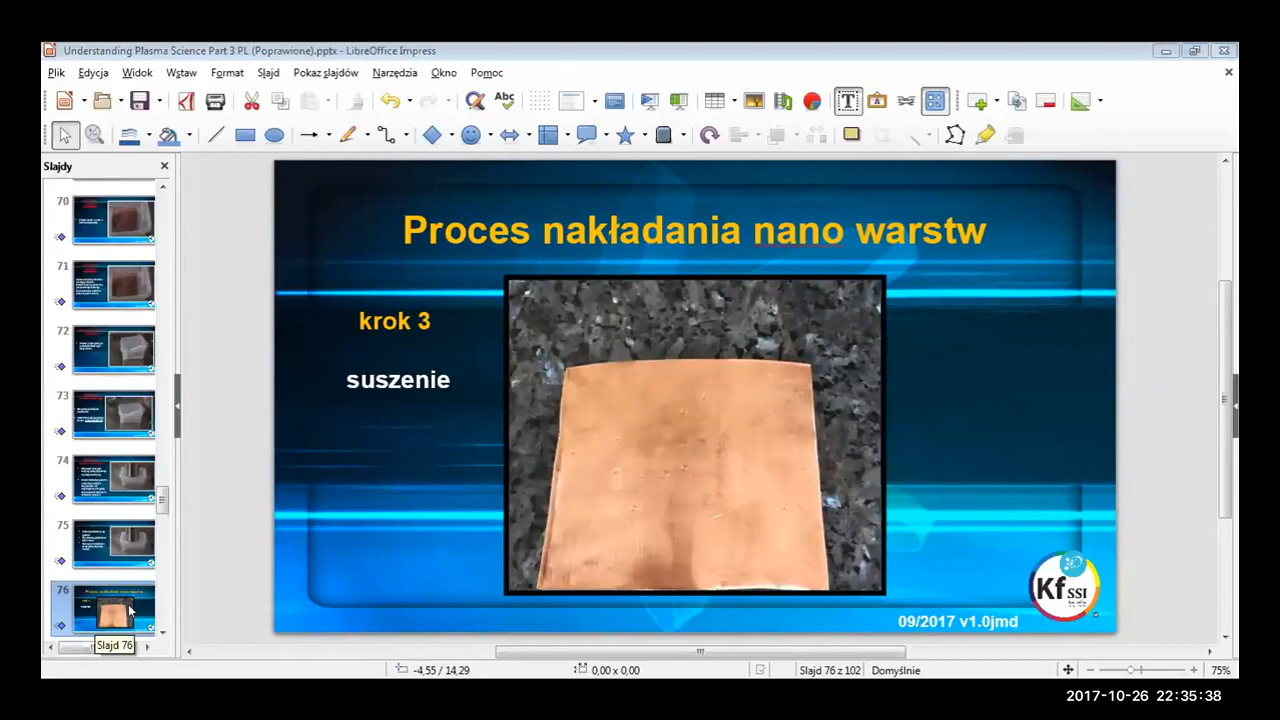 Understanding Plasma Science Part 3 PL (Poprawione).pptx - LibreOffice Impress
Plik Edycja Widok Wstaw Format Slajd Pokaz slajdów Narzędzia Okno Pomoc
Abc
Slajdy
70
71
72
73
74
75
76
Slajd 76
Proces nakładania nano warstw
krok 3
suszenie
Kf SSI
09/2017 v1.0jmd
-4,55 / 14,29
0,00 x 0,00
Slajd 76 z 102
Domyślnie
75%
2017-10-26 22:35:38